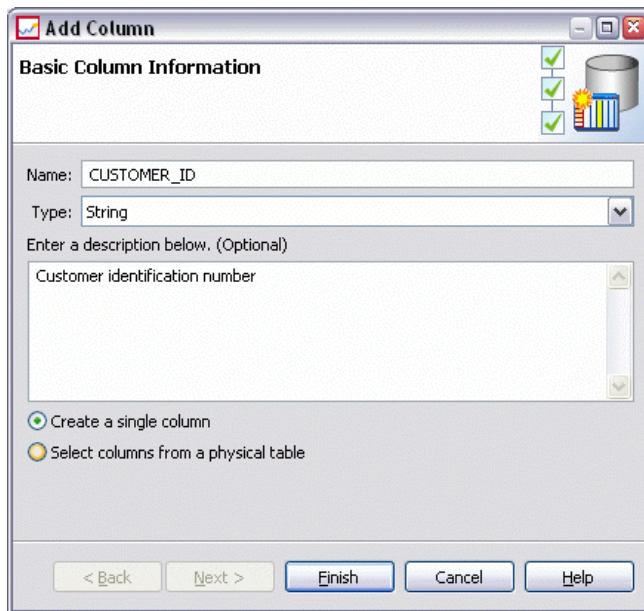 Add Column
Basic Column Information
Name: CUSTOMER_ID
Type: String
Enter a description below. (Optional)
Customer identification number
Create a single column
Select columns from a physical table
< Back Next > Finish Cancel Help